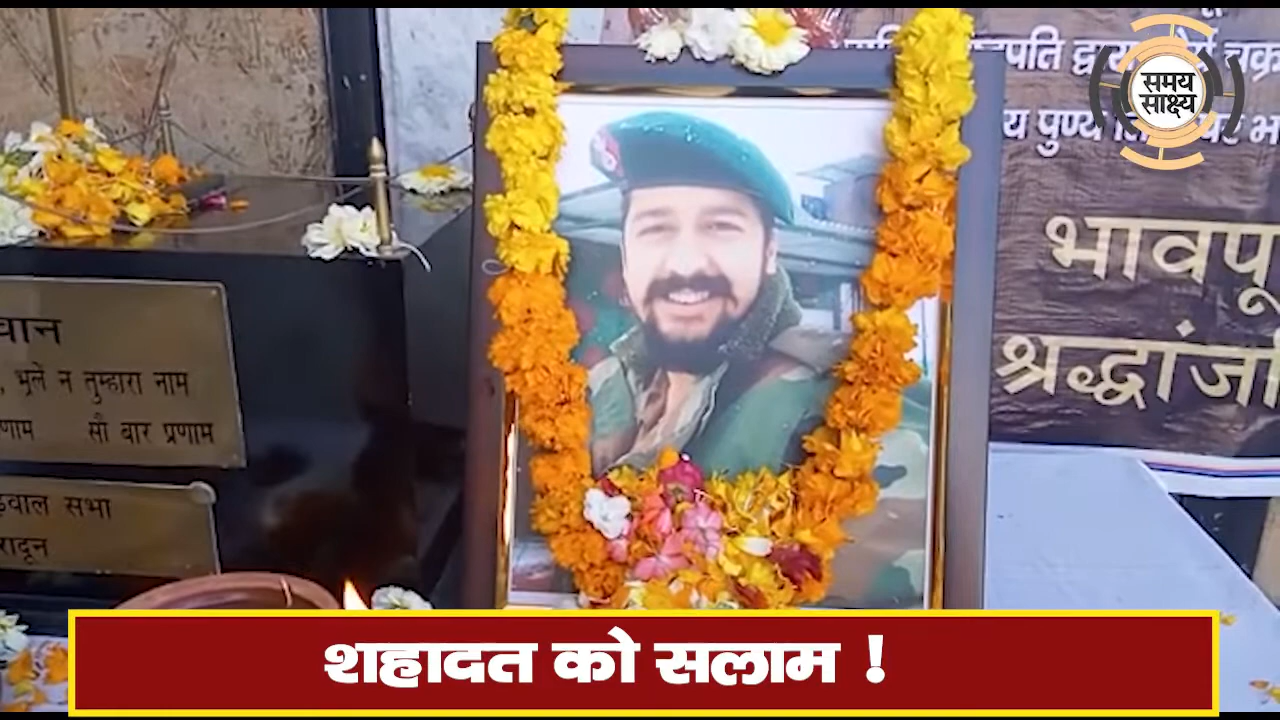 द्वारा
पुण्य
समय
साक्ष्य
भावपू
श्रद्धांज
वान
, भूले न तुम्हारा नाम
णाम सौ बार प्रणाम
वाल सभा
रादून
शहादत को सलाम !